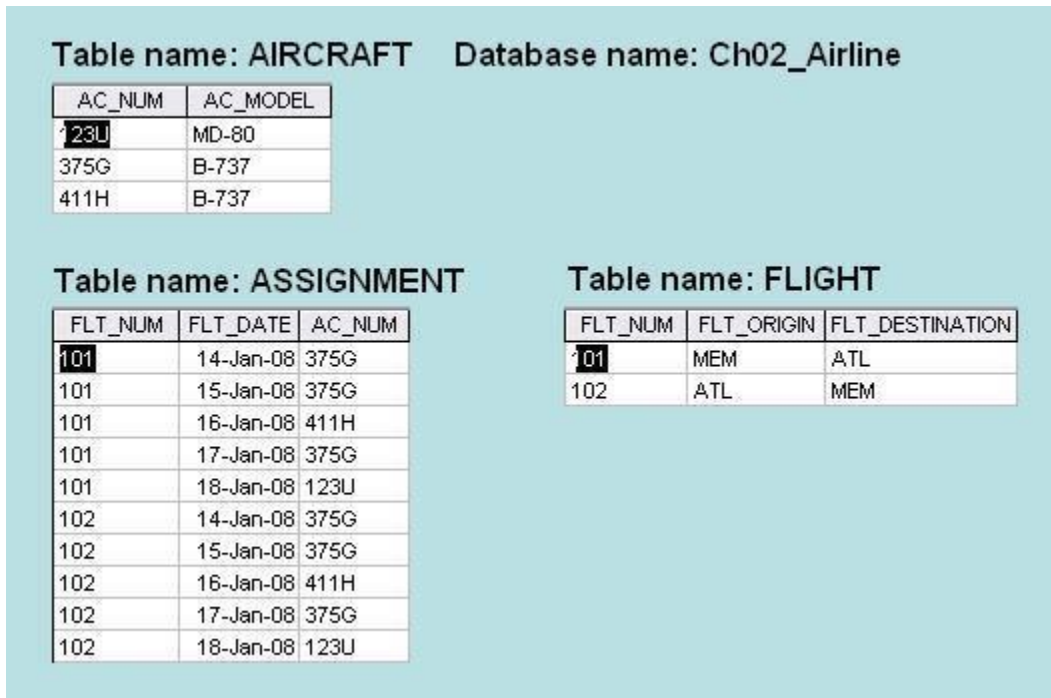 Table name: AIRCRAFT Database name: Ch02_Airline
AC_NUM AC_MODEL
123U MD-80
375G B-737
411H B-737
Table name: ASSIGNMENT
FLT_NUM FLT_DATE AC_NUM
101 14-Jan-08 375G
101 15-Jan-08 375G
101 16-Jan-08 411H
101 17-Jan-08 375G
101 18-Jan-08 123U
102 14-Jan-08 375G
102 15-Jan-08 375G
102 16-Jan-08 411H
102 17-Jan-08 375G
102 18-Jan-08 123U
Table name: FLIGHT
FLT_NUM FLT_ORIGIN FLT_DESTINATION
101 MEM ATL
102 ATL MEM